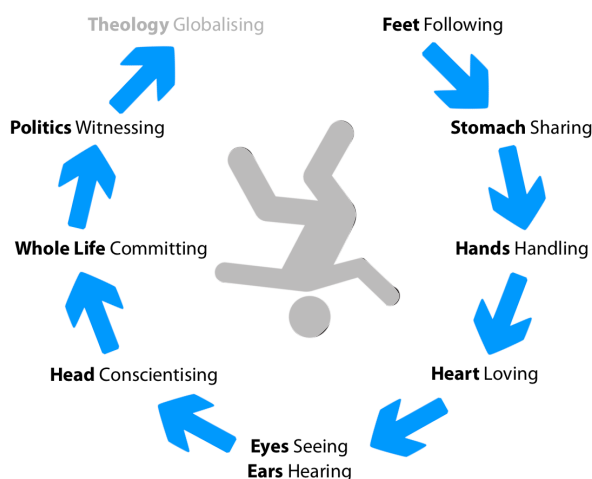 Theology Globalising
Feet Following
Politics Witnessing
Stomach Sharing
Whole Life Committing
Hands Handling
Head Conscientising
Heart Loving
Eyes Seeing
Ears Hearing